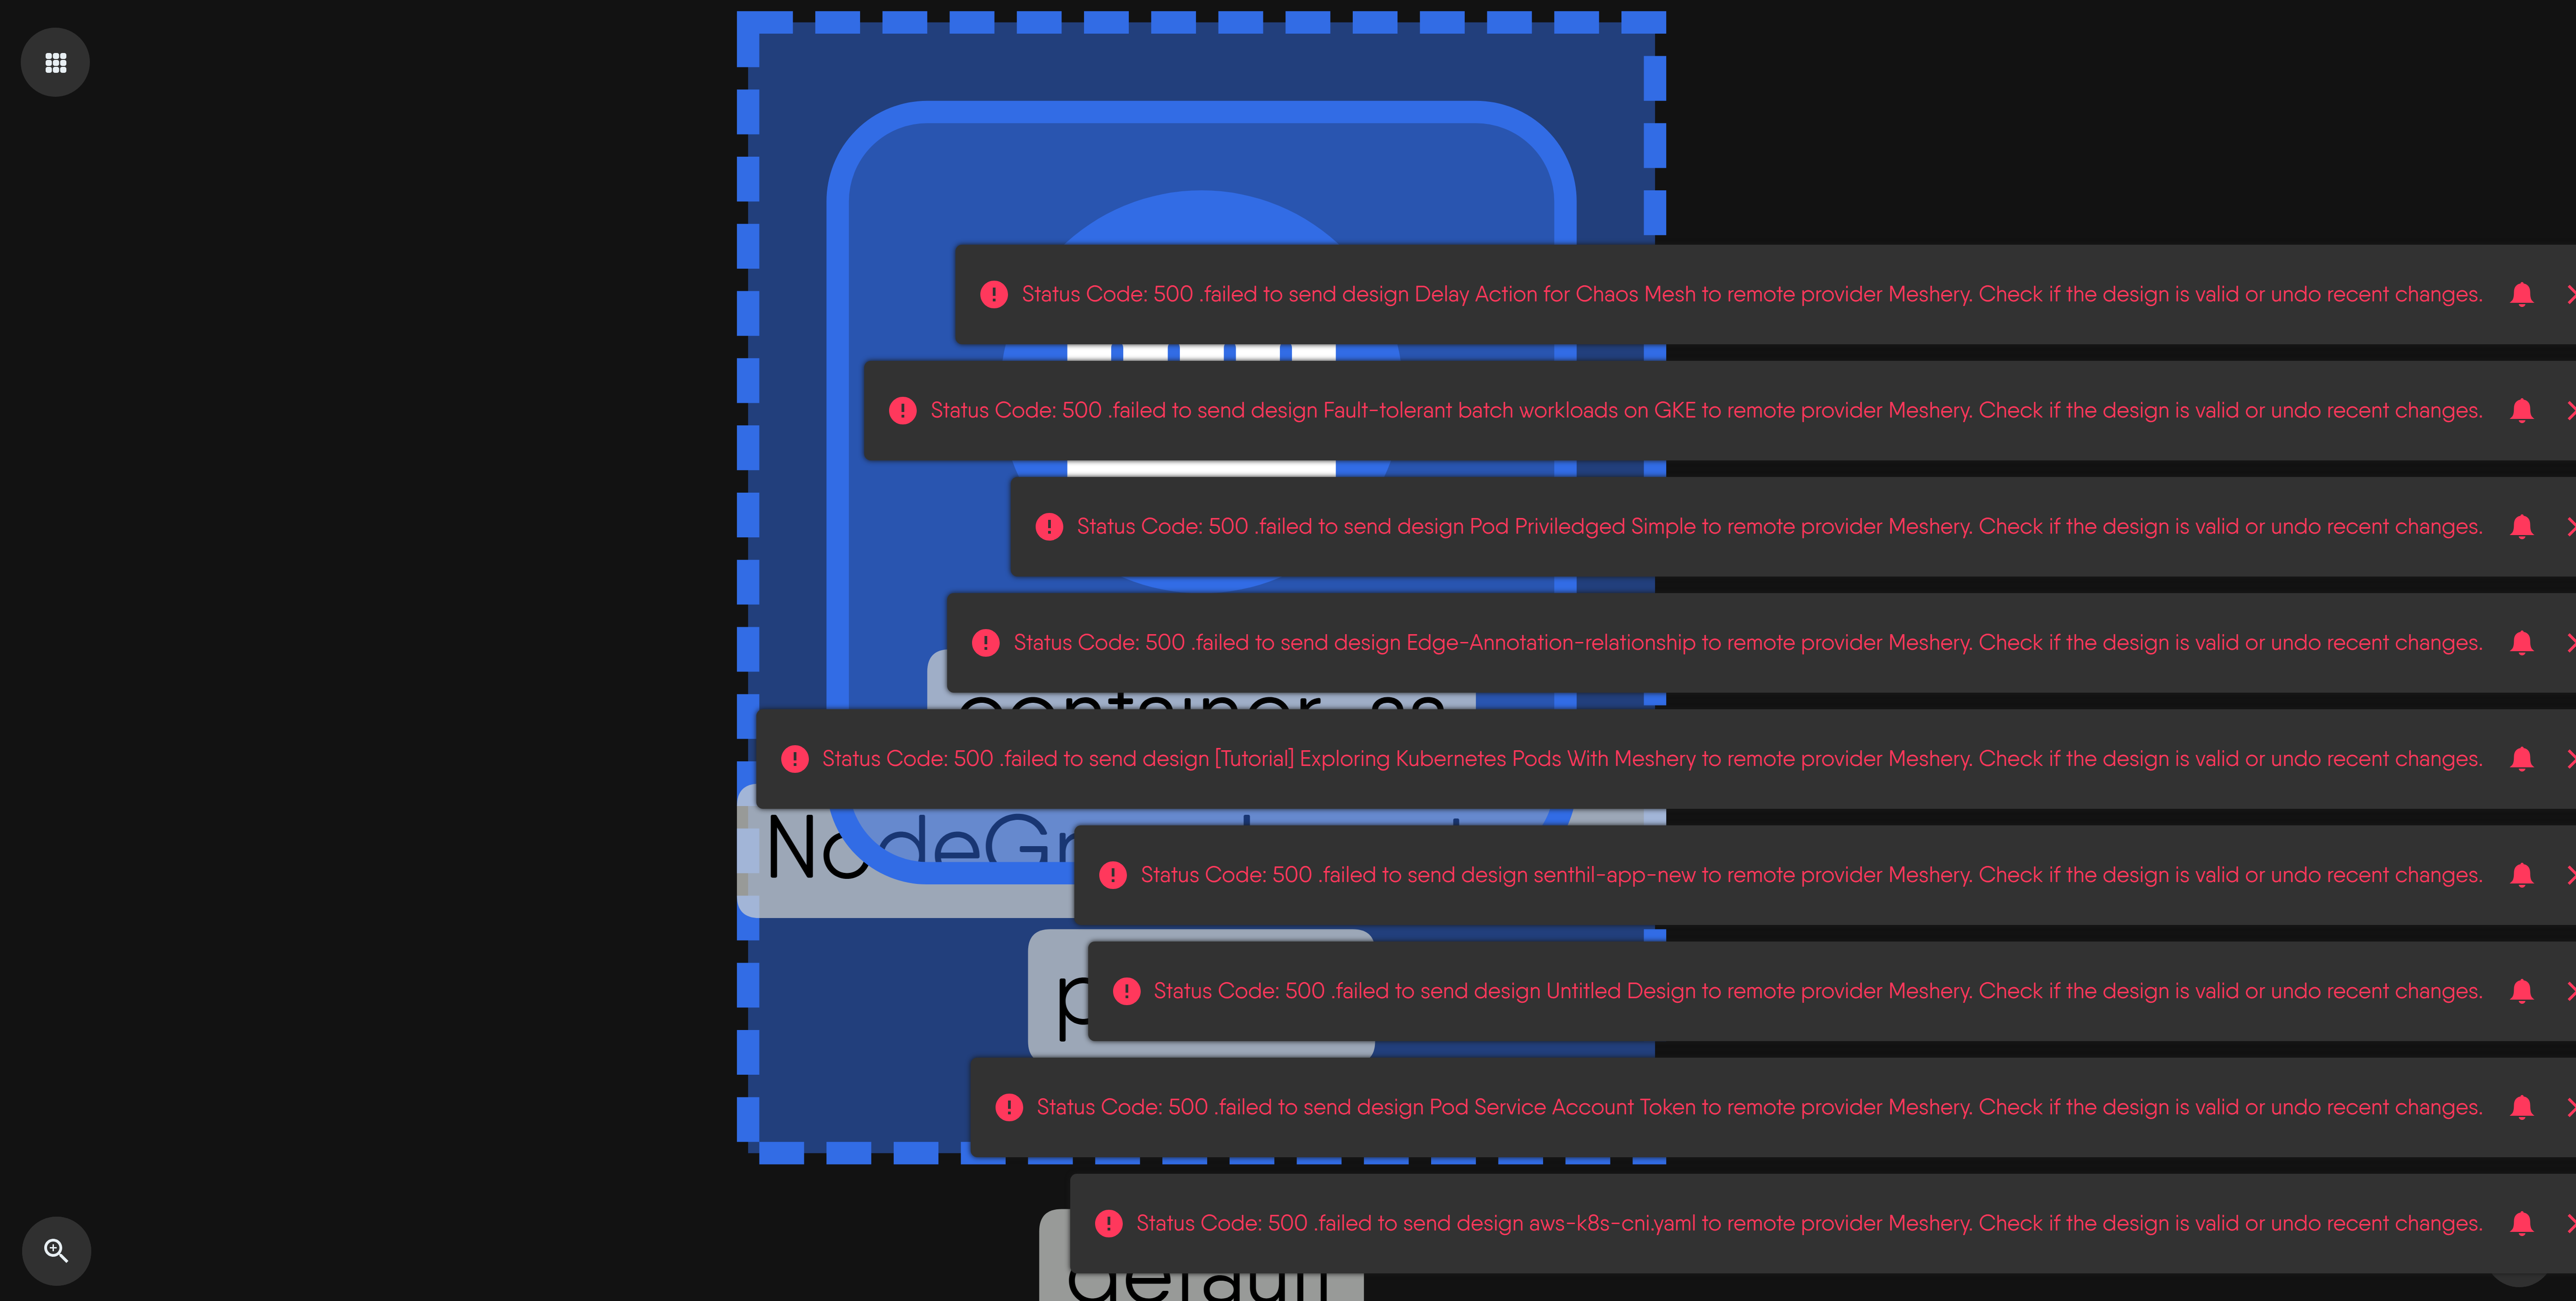 Status Code: 500 .failed to send design Delay Action for Chaos Mesh to remote provider Meshery. Check if the design is valid or undo recent changes.
Status Code: 500 .failed to send design Fault-tolerant batch workloads on GKE to remote provider Meshery. Check if the design is valid or undo recent changes.
Status Code: 500 .failed to send design Pod Priviledged Simple to remote provider Meshery. Check if the design is valid or undo recent changes.
Status Code: 500 .failed to send design Edge-Annotation-relationship to remote provider Meshery. Check if the design is valid or undo recent changes.
Status Code: 500 .failed to send design [Tutorial] Exploring Kubernetes Pods With Meshery to remote provider Meshery. Check if the design is valid or undo recent changes.
Status Code: 500 .failed to send design senthil-app-new to remote provider Meshery. Check if the design is valid or undo recent changes.
Status Code: 500 .failed to send design Untitled Design to remote provider Meshery. Check if the design is valid or undo recent changes.
Status Code: 500 .failed to send design Pod Service Account Token to remote provider Meshery. Check if the design is valid or undo recent changes.
Status Code: 500 .failed to send design aws-k8s-cni.yaml to remote provider Meshery. Check if the design is valid or undo recent changes.
default